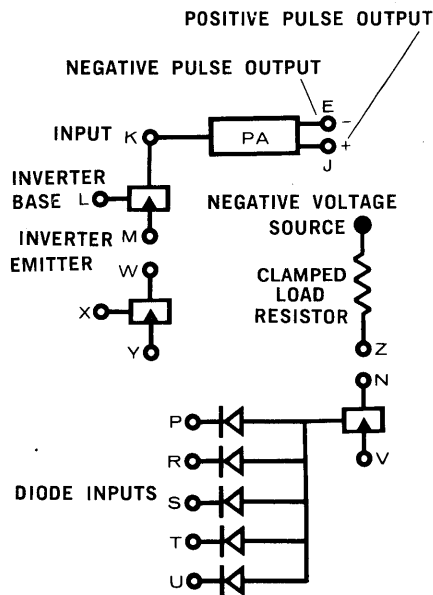 POSITIVE PULSE OUTPUT
NEGATIVE PULSE OUTPUT
E
−
INPUT
K
PA
+
J
INVERTER
BASE
L
NEGATIVE VOLTAGE
SOURCE
INVERTER
EMITTER
M
W
CLAMPED
LOAD
RESISTOR
X
Y
Z
N
P
R
V
DIODE INPUTS
S
T
U